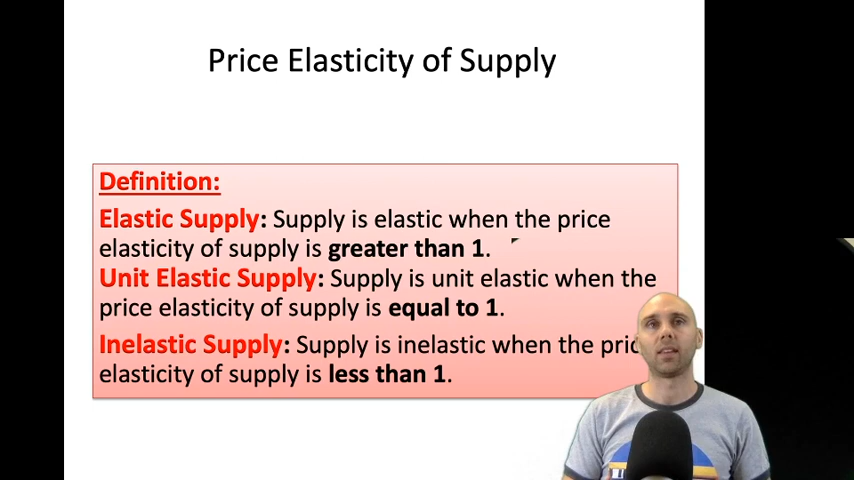 Price Elasticity of Supply
Definition:
Elastic Supply: Supply is elastic when the price
elasticity of supply is greater than 1.
Unit Elastic Supply: Supply is unit elastic when the
price elasticity of supply is equal to 1.
Inelastic Supply: Supply is inelastic when the pric
elasticity of supply is less than 1.